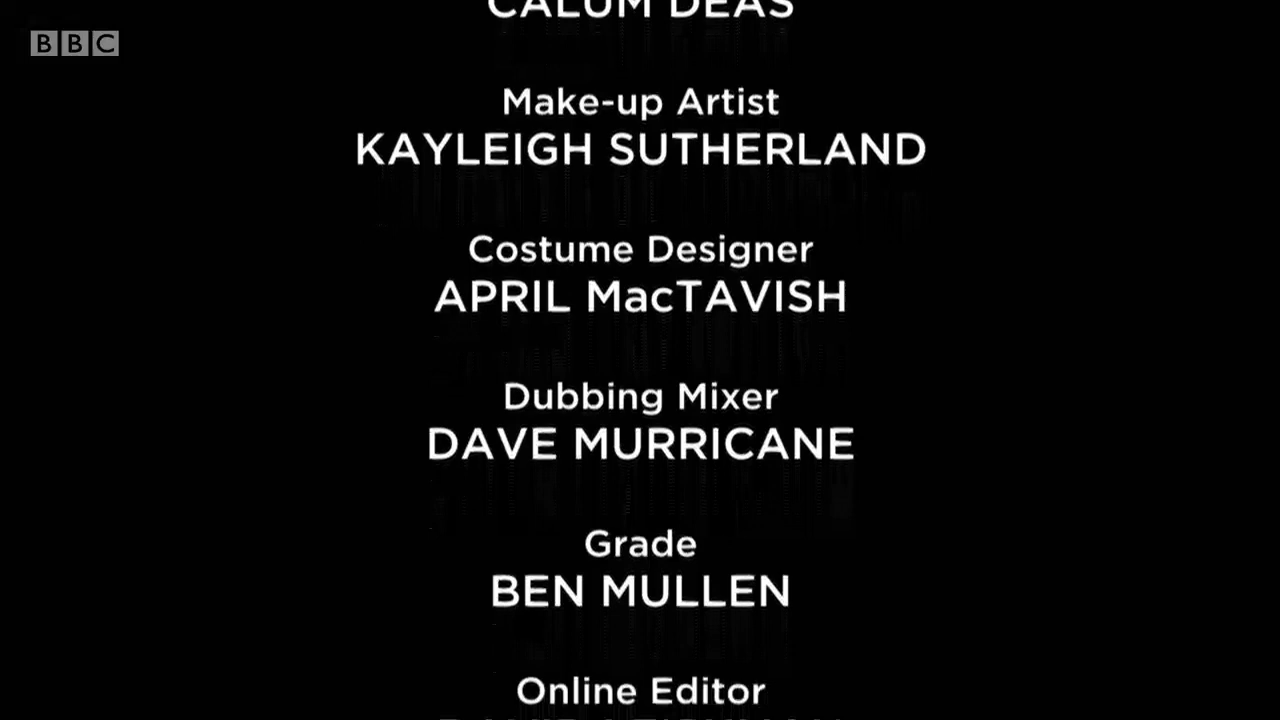 BBC
CALUM DEAS
Make-up Artist
KAYLEIGH SUTHERLAND
Costume Designer
APRIL MacTAVISH
Dubbing Mixer
DAVE MURRICANE
Grade
BEN MULLEN
Online Editor